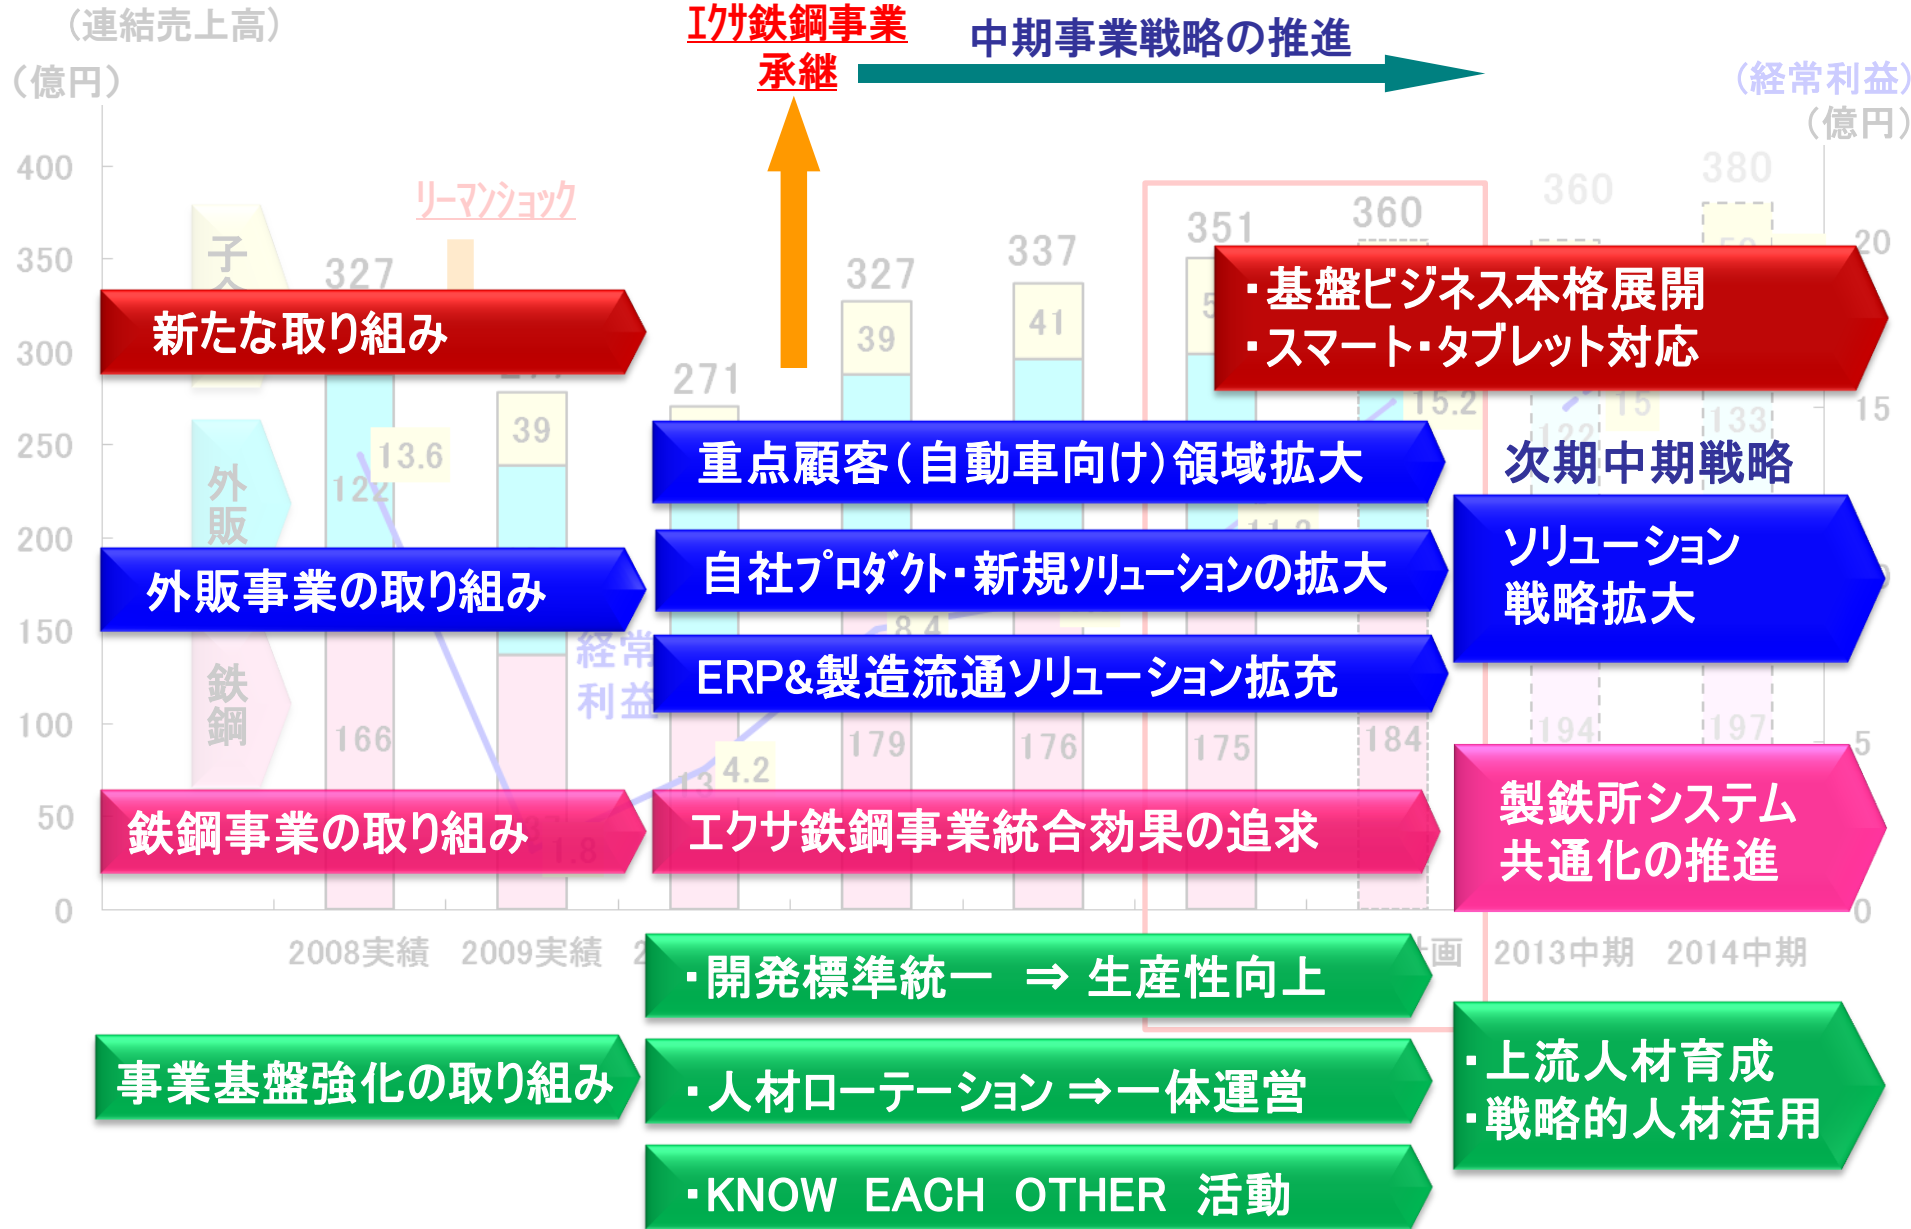 （連結売上高）
（億円）
エクサ鉄鋼事業
承継
中期事業戦略の推進
（経常利益）
（億円）
400
350
300
250
200
150
100
50
0
20
15
5
0
リーマンショック
子
外
販
鉄
鋼
327
271
327
337
351
360
360
380
39
39
41
13.6
122
15.2
15
122
133
8.4
経常
利益
4.2
166
179
176
175
184
194
197
1.8
新たな取り組み
・基盤ビジネス本格展開
・スマート・タブレット対応
重点顧客（自動車向け）領域拡大
次期中期戦略
自社プロダクト・新規ソリューションの拡大
外販事業の取り組み
ソリューション
戦略拡大
ERP&製造流通ソリューション拡充
鉄鋼事業の取り組み
エクサ鉄鋼事業統合効果の追求
製鉄所システム
共通化の推進
2008実績
2009実績
画
2013中期
2014中期
・開発標準統一　⇒ 生産性向上
事業基盤強化の取り組み
・人材ローテーション ⇒一体運営
・上流人材育成
・戦略的人材活用
・KNOW　EACH　OTHER　活動